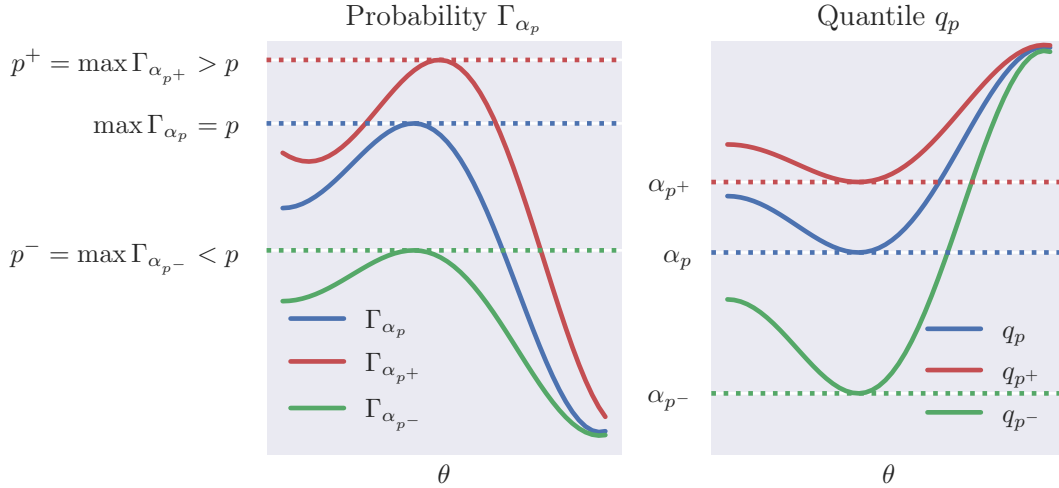 Probability Γ_{α_p}
p⁺ = max Γ_{α_{p⁺}} > p
max Γ_{α_p} = p
p⁻ = max Γ_{α_{p⁻}} < p
Γ_{α_p}
Γ_{α_{p⁺}}
Γ_{α_{p⁻}}
θ
Quantile q_p
α_{p⁺}
α_p
α_{p⁻}
q_p
q_{p⁺}
q_{p⁻}
θ